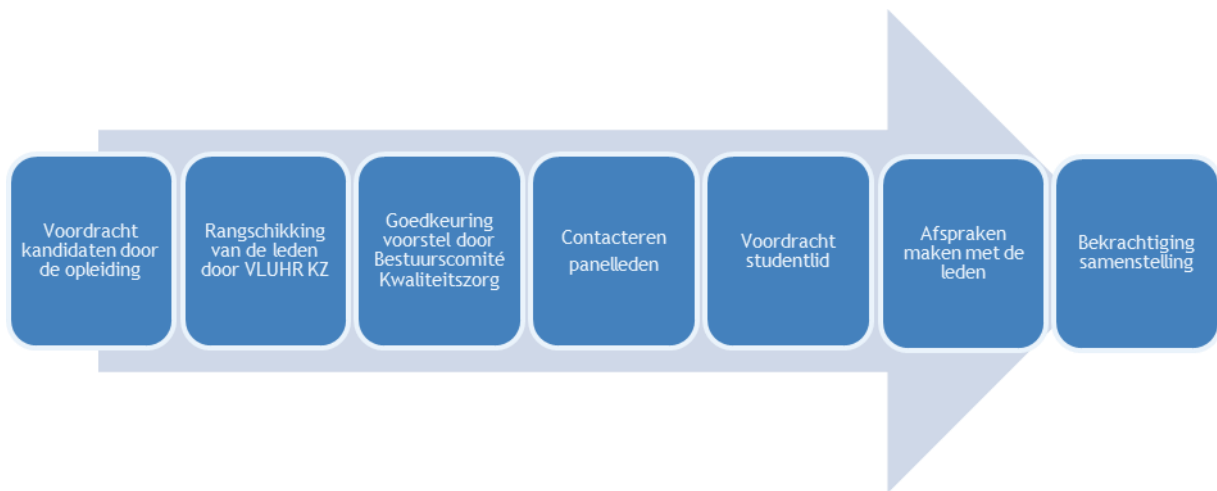 Voordracht
kandidaten door
de opleiding
Rangschikking
van de leden
door VLUHR KZ
Goedkeuring
voorstel door
Bestuurscomité
Kwaliteitszorg
Contacteren
panelleden
Voordracht
studentlid
Afspraken
maken met de
leden
Bekrachtiging
samenstelling